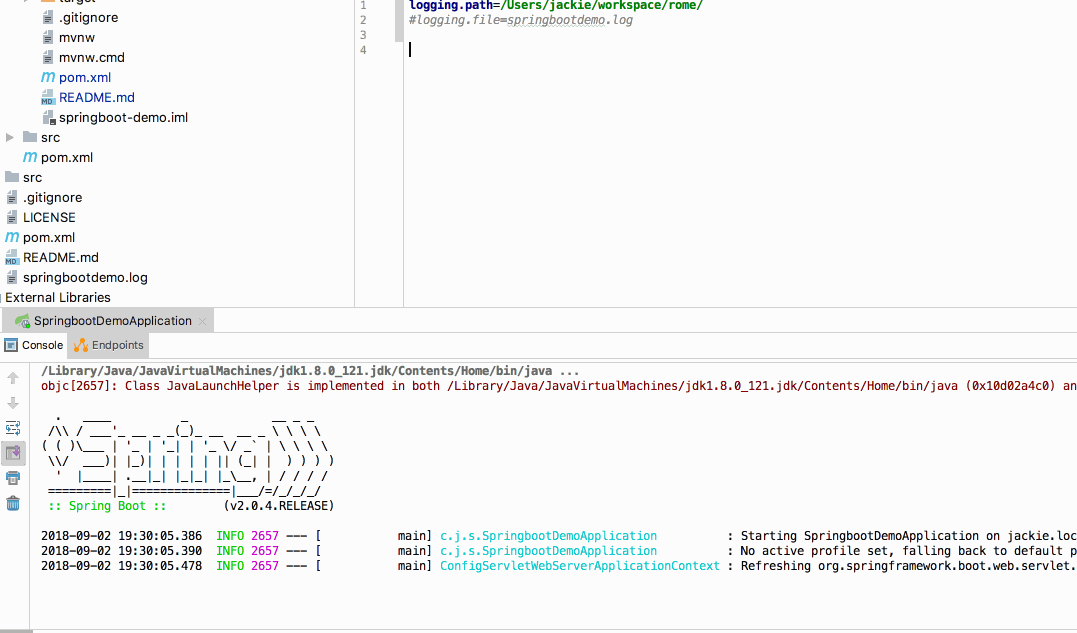 target
.gitignore
mvnw
mvnw.cmd
pom.xml
README.md
springboot-demo.iml
src
pom.xml
src
.gitignore
LICENSE
pom.xml
README.md
springbootdemo.log
External Libraries
1 logging.path=/Users/jackie/workspace/rome/
2 #logging.file=springbootdemo.log
3
4
SpringbootDemoApplication
Console Endpoints
/Library/Java/JavaVirtualMachines/jdk1.8.0_121.jdk/Contents/Home/bin/java ...
objc[2657]: Class JavaLaunchHelper is implemented in both /Library/Java/JavaVirtualMachines/jdk1.8.0_121.jdk/Contents/Home/bin/java (0x10d02a4c0) an
:: Spring Boot :: (v2.0.4.RELEASE)
2018-09-02 19:30:05.386 INFO 2657 --- [ main] c.j.s.SpringbootDemoApplication : Starting SpringbootDemoApplication on jackie.loc
2018-09-02 19:30:05.390 INFO 2657 --- [ main] c.j.s.SpringbootDemoApplication : No active profile set, falling back to default p
2018-09-02 19:30:05.478 INFO 2657 --- [ main] ConfigServletWebServerApplicationContext : Refreshing org.springframework.boot.web.servlet.